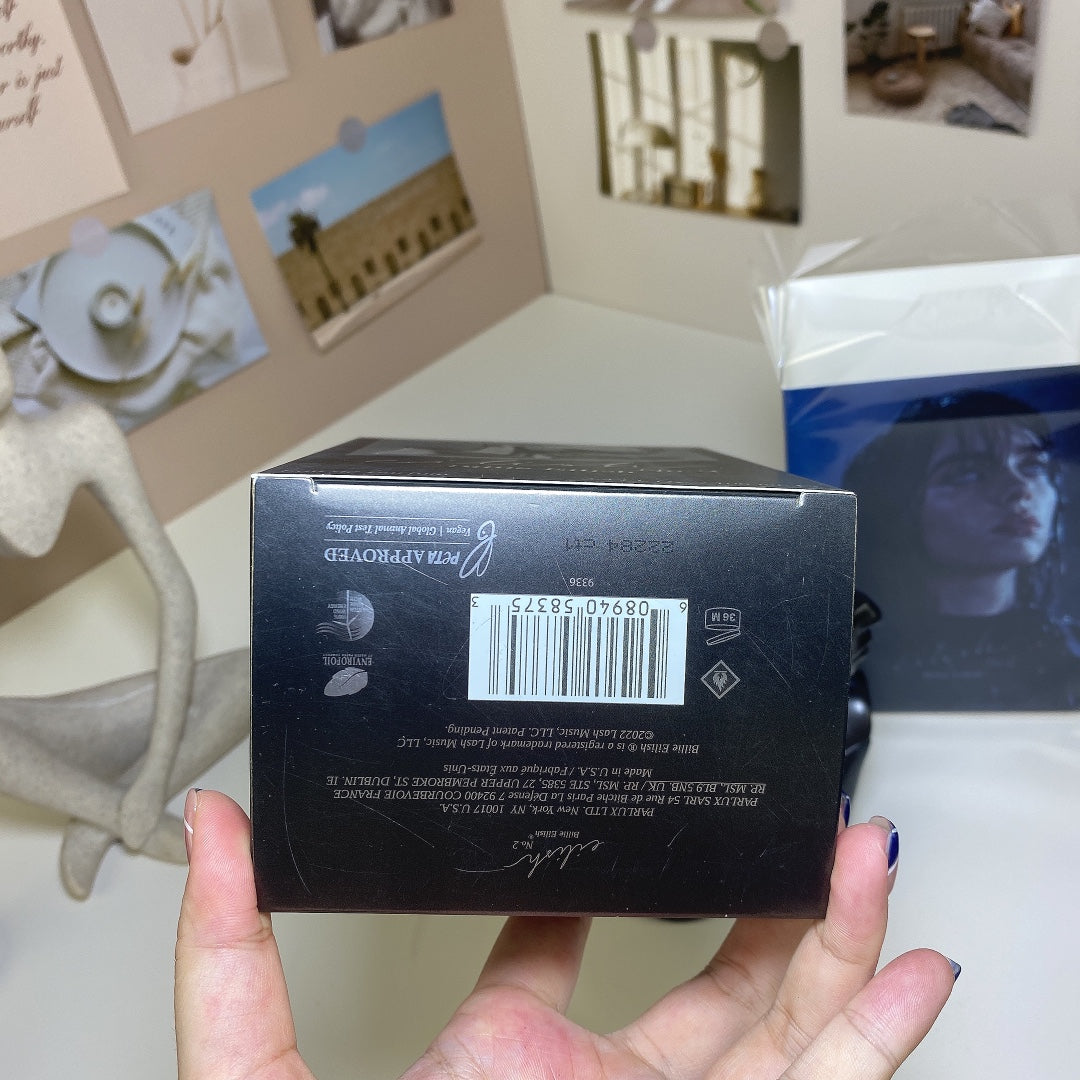 eilish
No.2
Billie Eilish®
PARLUX LTD. New York, NY 10017 U.S.A.
PARLUX SARL 54 Rue de Bitche Paris La Défense 7 92400 COURBEVOIE FRANCE
RP, MSL, BL9 5NB, UK / RP, MSL, STE 5385, 27 UPPER PEMBROKE ST, DUBLIN, IE
Made in U.S.A. / Fabriqué aux États-Unis
Billie Eilish ® is a registered trademark of Lash Music, LLC
©2022 Lash Music, LLC. Patent Pending.
36 M
6 08940 58375 3
9336
22284 ct1
ENVIROFOIL
PETA APPROVED
Vegan | Global Animal Test Policy